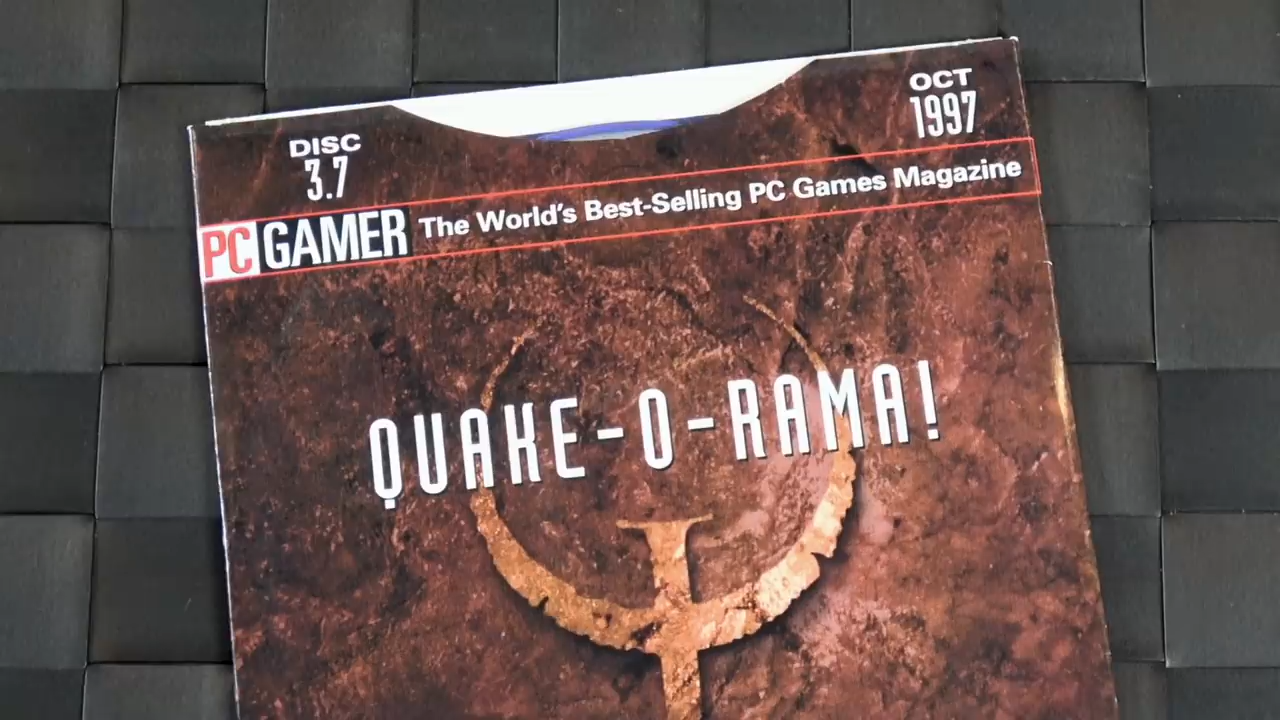 DISC
3.7
OCT
1997
PC GAMER The World's Best-Selling PC Games Magazine
QUAKE-O-RAMA!